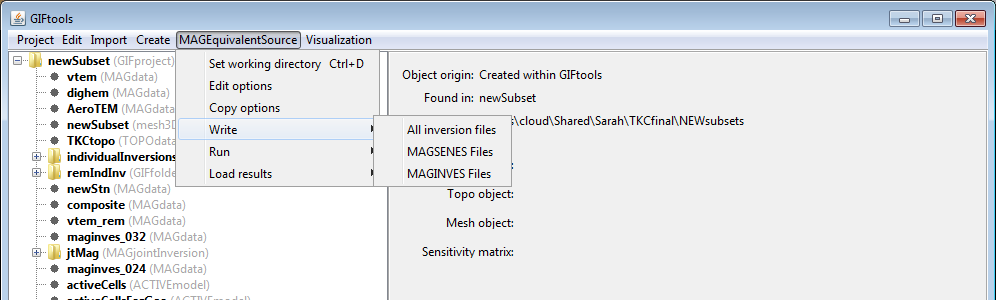 GIFtools
Project Edit Import Create MAGEquivalentSource Visualization
newSubset (GIFproject)
vtem (MAGdata)
dighem (MAGdata)
AeroTEM (MAGdata)
newSubset (mesh3D
TKCtopo (TOPOdata
individualInversions
remIndInv (GIFfolde
newStn (MAGdata)
composite (MAGdata)
vtem_rem (MAGdata)
maginves_032 (MAGdata)
jtMag (MAGjointInversion)
maginves_024 (MAGdata)
activeCells (ACTIVEmodel)
activeCellsForGeo (ACTIVEmodel)
Set working directory Ctrl+D
Edit options
Copy options
Write
Run
Load results
All inversion files
MAGSENES Files
MAGINVES Files
Object origin: Created within GIFtools
Found in: newSubset
s\cloud\Shared\Sarah\TKCfinal\NEWsubsets
Topo object:
Mesh object:
Sensitivity matrix: